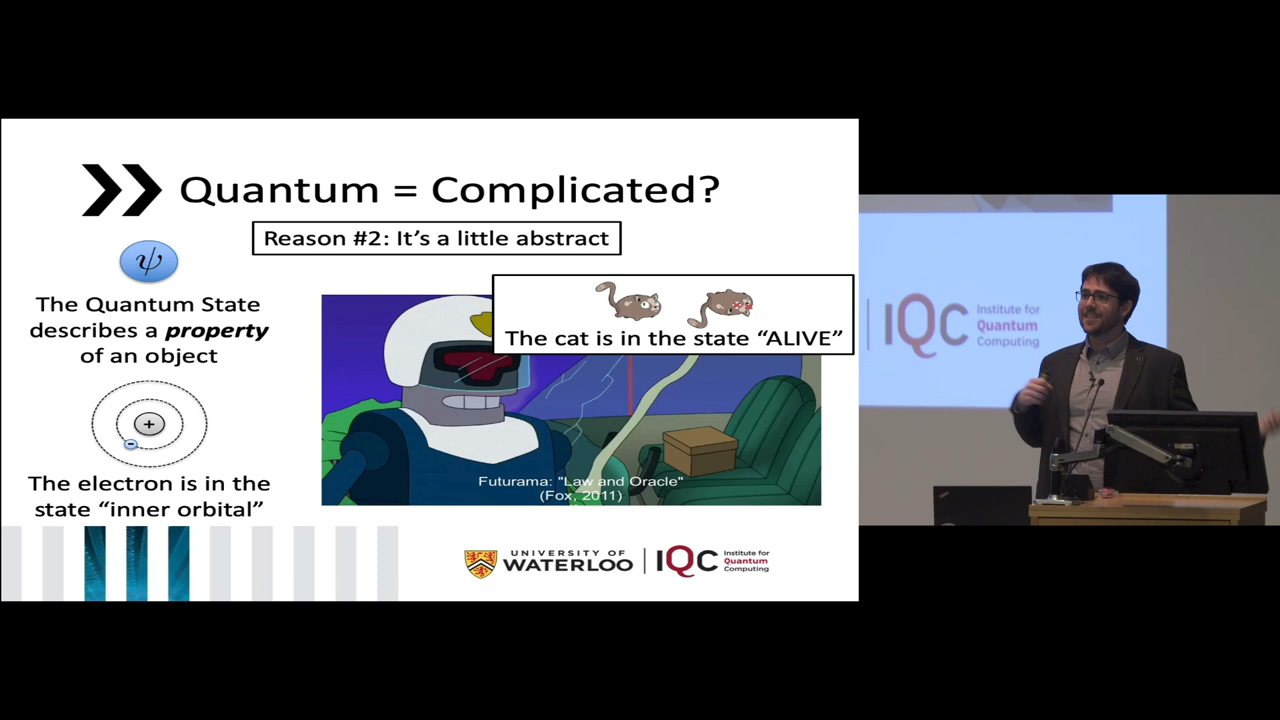 Quantum = Complicated?
Reason #2: It's a little abstract
ψ
The Quantum State
describes a property
of an object
+
−
The electron is in the
state “inner orbital”
The cat is in the state “ALIVE”
Futurama: "Law and Oracle"
(Fox, 2011)
UNIVERSITY OF
WATERLOO
IQC
Institute for
Quantum
Computing
IQC
Institute for
Quantum
Computing